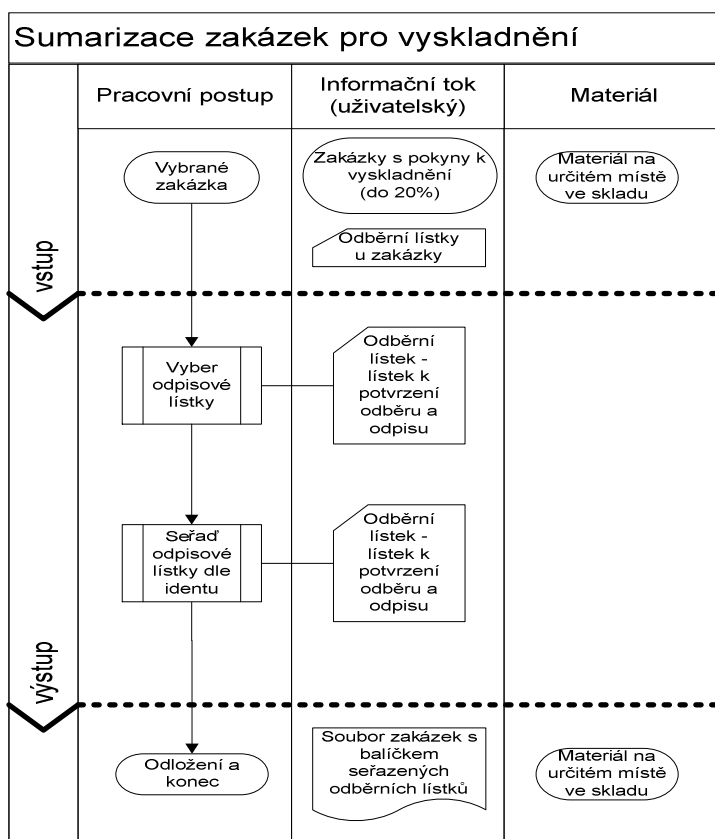 Sumarizace zakázek pro vyskladnění
Pracovní postup
Informační tok
(uživatelský)
Materiál
vstup
Vybrané
zakázka
Zakázky s pokyny k
vyskladnění
(do 20%)
Materiál na
určitém místě
ve skladu
Odběrní lístky
u zakázky
Vyber
odpisové
lístky
Odběrní
lístek -
lístek k
potvrzení
odběru a
odpisu
Seřaď
odpisové
lístky dle
identu
Odběrní
lístek -
lístek k
potvrzení
odběru a
odpisu
výstup
Odložení a
konec
Soubor zakázek s
balíčkem
seřazených
odběrních lístků
Materiál na
určitém místě
ve skladu